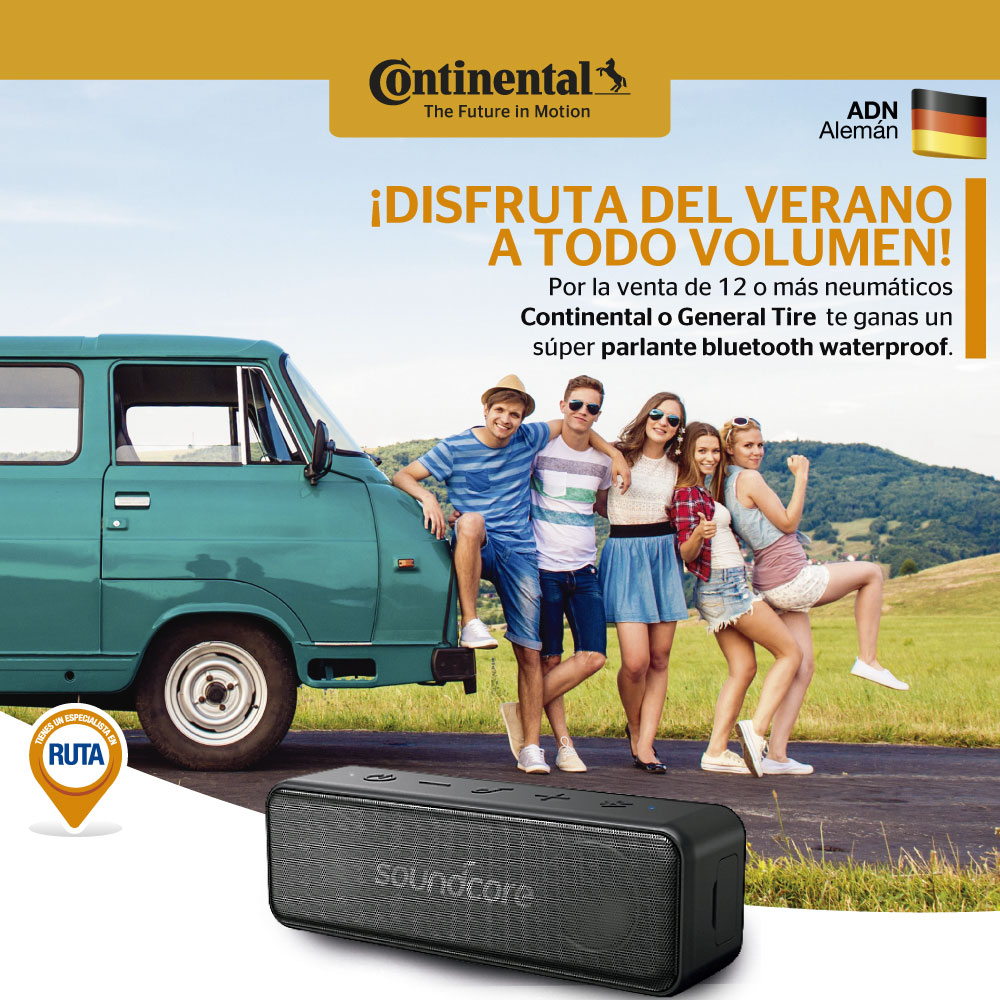 Continental
The Future in Motion
ADN
Alemán
¡DISFRUTA DEL VERANO
A TODO VOLUMEN!
Por la venta de 12 o más neumáticos
Continental o General Tire te ganas un
súper parlante bluetooth waterproof.
TIENES UN ESPECIALISTA EN
RUTA
soundcore